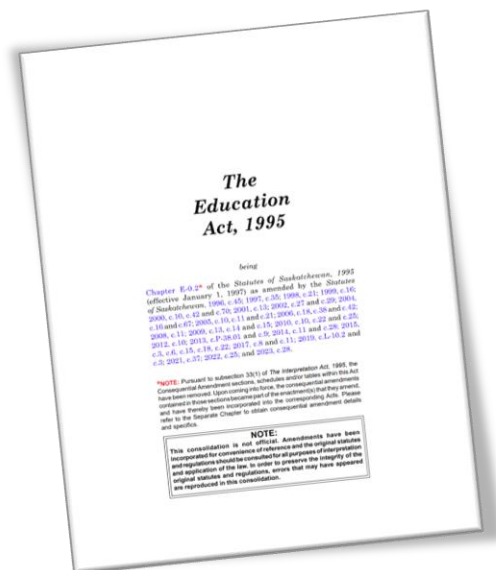 The
Education
Act, 1995
being
Chapter E-0.2* of the Statutes of Saskatchewan, 1995
(effective January 1, 1997) as amended by the Statutes
of Saskatchewan, 1996, c.45; 1997, c.35; 1998, c.21; 1999, c.16;
2000, c.10, c.42 and c.70; 2001, c.13; 2002, c.27 and c.29; 2004,
c.16 and c.67; 2005, c.10, c.11 and c.21; 2006, c.18, c.38 and c.42;
2008, c.11; 2009, c.13, c.14 and c.15; 2010, c.10, c.22 and c.25;
2012, c.10; 2013, c.P-38.01 and c.9; 2014, c.11 and c.28; 2015,
c.3, c.6, c.15, c.18, c.22; 2017, c.8 and c.11; 2019, c.L-10.2 and
c.3; 2021, c.37; 2022, c.25; and 2023, c.28.
*NOTE: Pursuant to subsection 33(1) of The Interpretation Act, 1995, the
Consequential Amendment sections, schedules and/or tables within this Act
have been removed. Upon coming into force, the consequential amendments
contained in those sections became part of the enactment(s) that they amend,
and have thereby been incorporated into the corresponding Acts. Please
refer to the Separate Chapter to obtain consequential amendment details
and specifics.
NOTE:
This consolidation is not official. Amendments have been
incorporated for convenience of reference and the original statutes
and regulations should be consulted for all purposes of interpretation
and application of the law. In order to preserve the integrity of the
original statutes and regulations, errors that may have appeared
are reproduced in this consolidation.